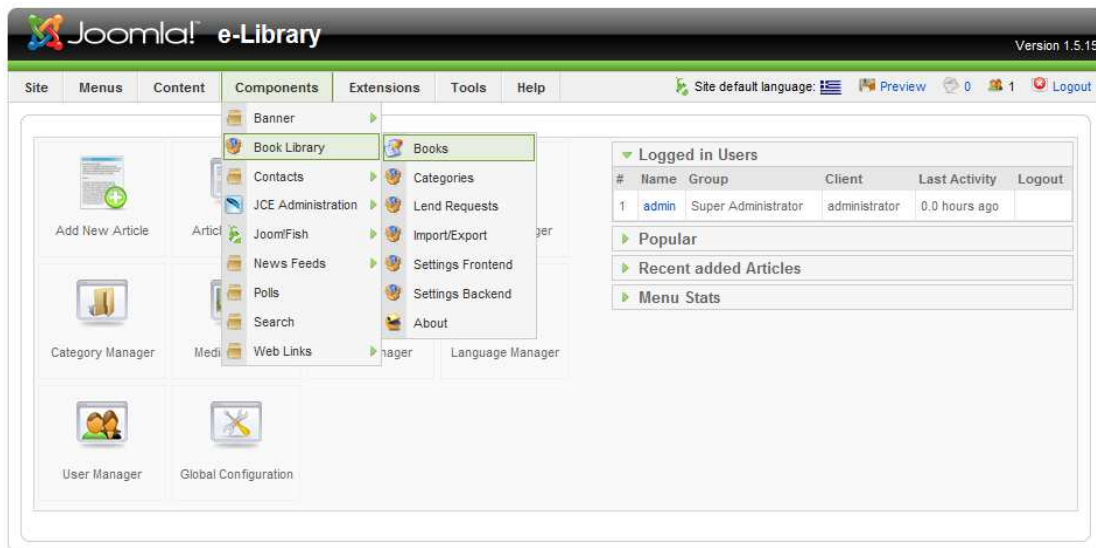 Joomla! e-Library
Version 1.5.15
Site Menus Content Components Extensions Tools Help Site default language: Preview 0 1 Logout
Banner
Book Library
Contacts
JCE Administration
Joom!Fish
News Feeds
Polls
Search
Web Links
Books
Categories
Lend Requests
Import/Export
Settings Frontend
Settings Backend
About
Add New Article
Category Manager
Language Manager
User Manager Global Configuration
Logged in Users
# Name Group Client Last Activity Logout
1 admin Super Administrator administrator 0.0 hours ago
Popular
Recent added Articles
Menu Stats